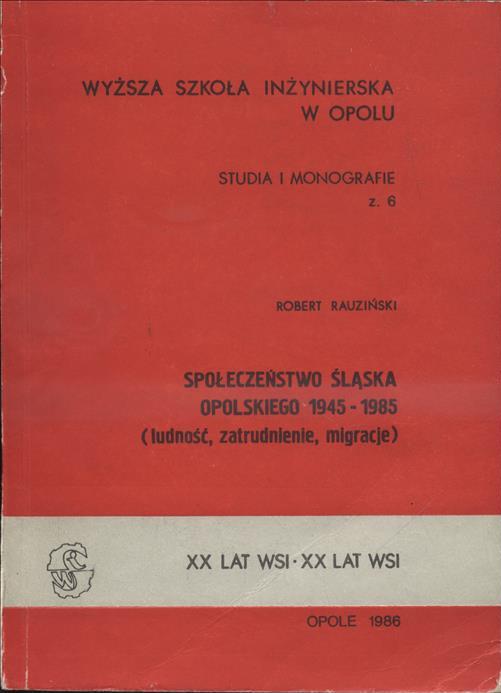 WYŻSZA SZKOŁA INŻYNIERSKA
W OPOLU
STUDIA I MONOGRAFIE
z. 6
ROBERT RAUZIŃSKI
SPOŁECZEŃSTWO ŚLĄSKA
OPOLSKIEGO 1945 - 1985
(ludność, zatrudnienie, migracje)
XX LAT WSI · XX LAT WSI
OPOLE 1986